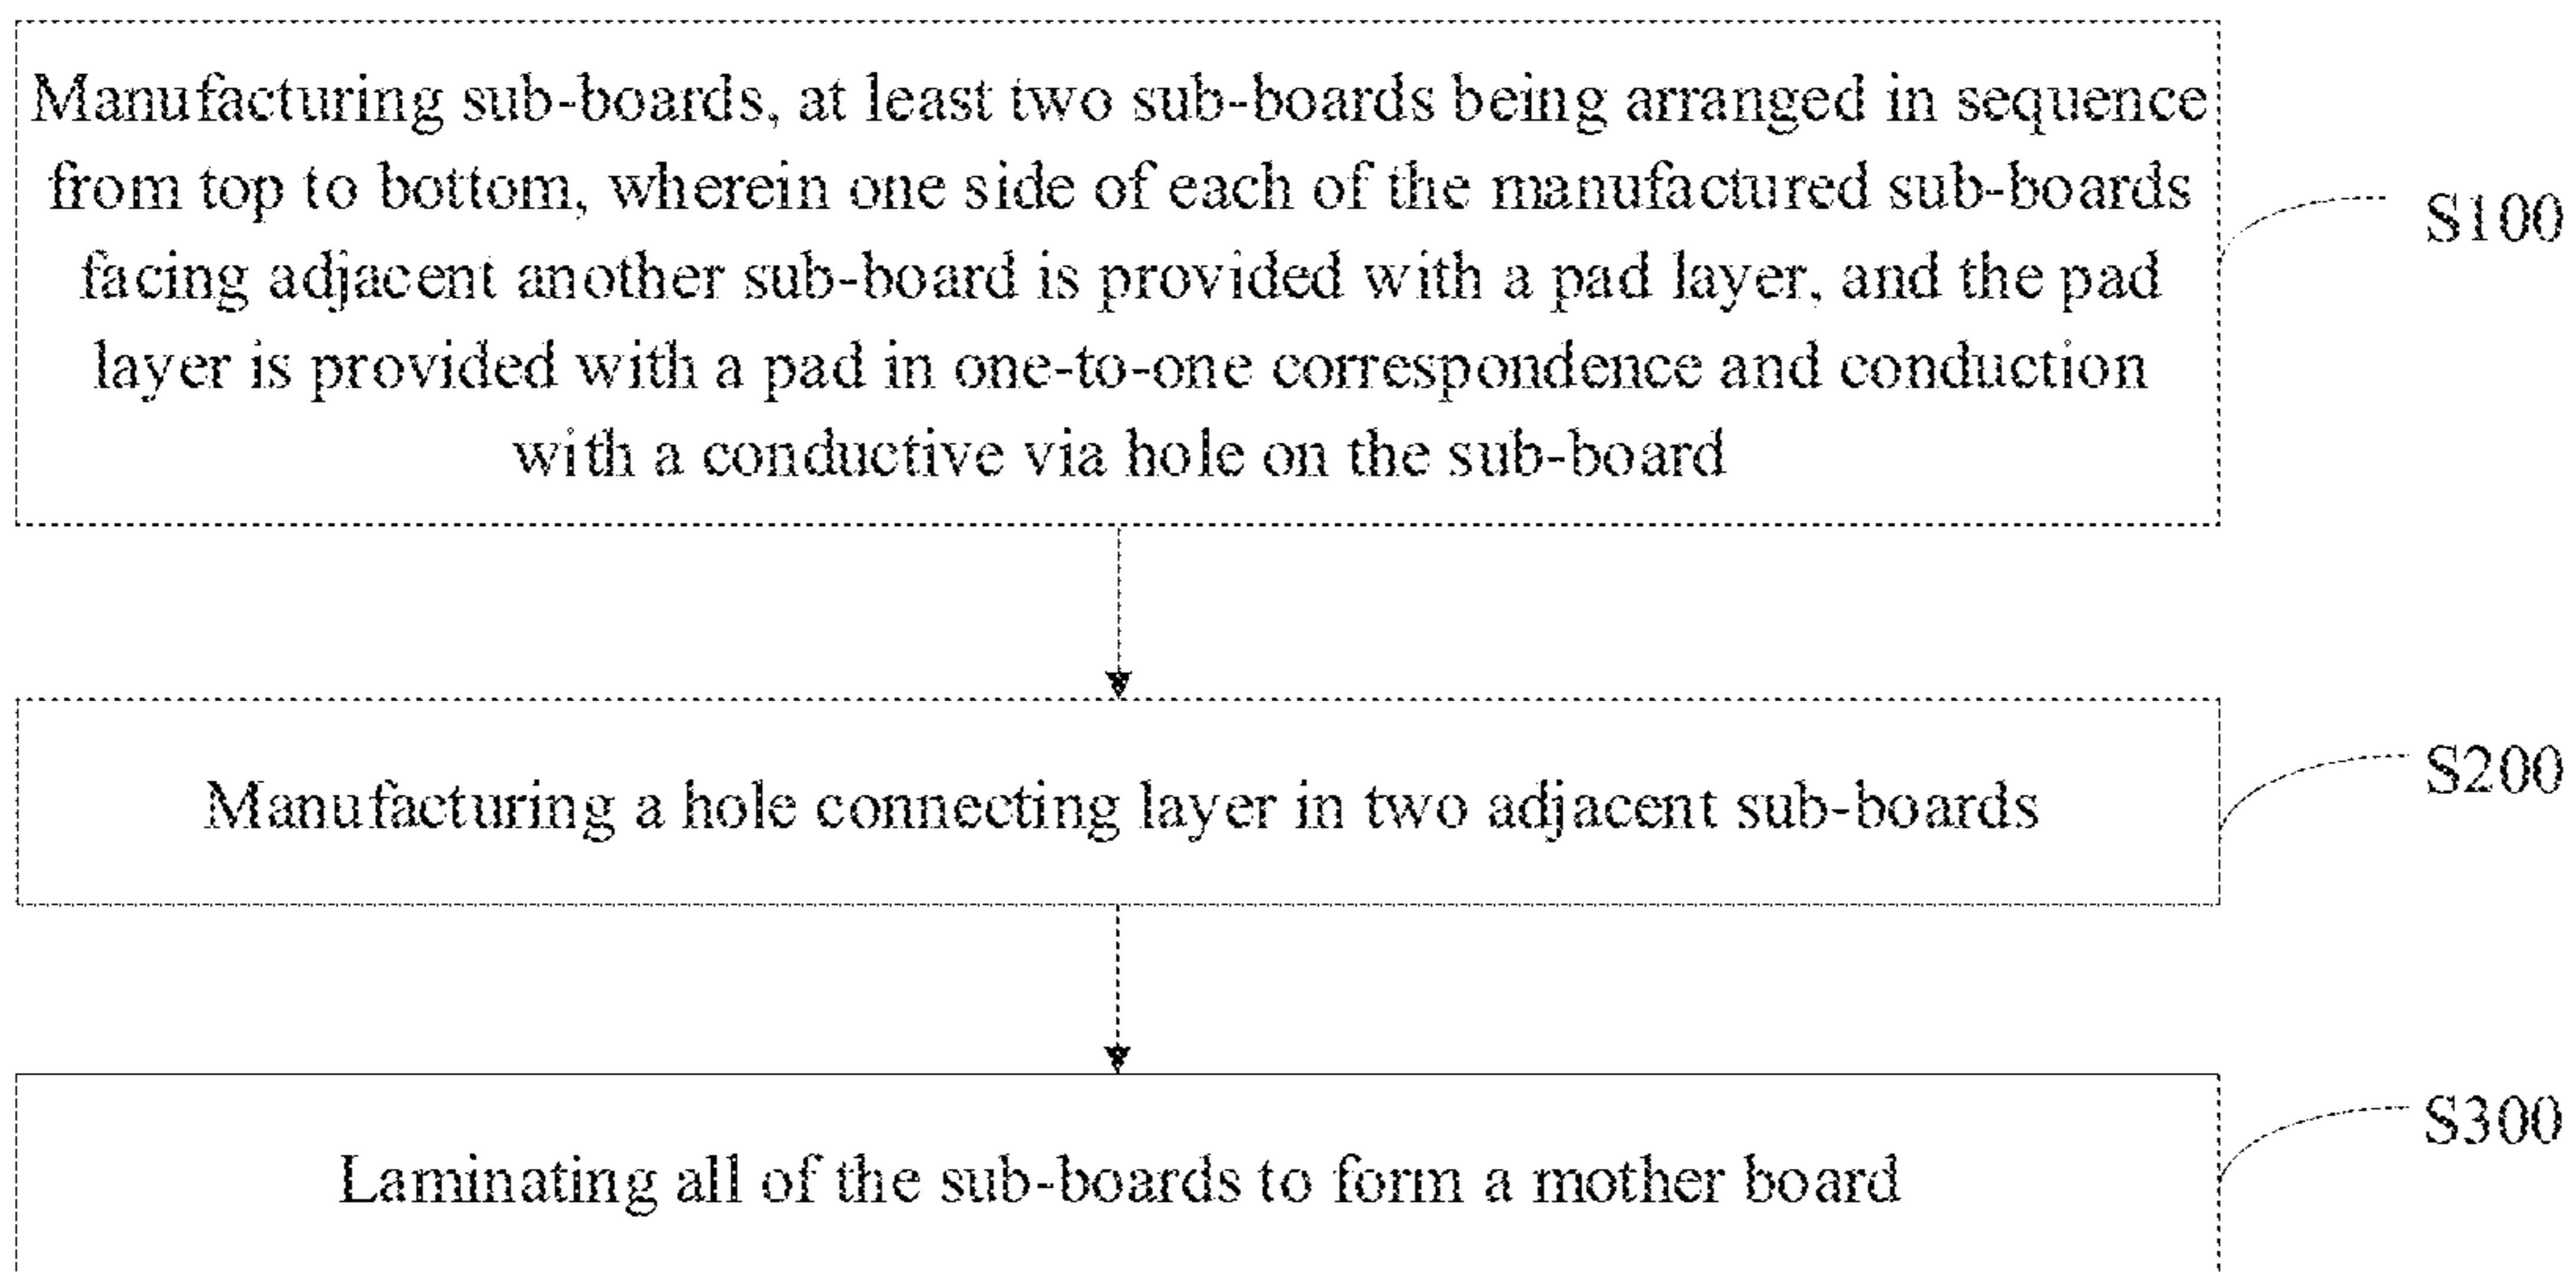 Manufacturing sub-boards, at least two sub-boards being arranged in sequence
from top to bottom, wherein one side of each of the manufactured sub-boards
facing adjacent another sub-board is provided with a pad layer, and the pad
layer is provided with a pad in one-to-one correspondence and conduction
with a conductive via hole on the sub-board
S100
Manufacturing a hole connecting layer in two adjacent sub-boards
S200
Laminating all of the sub-boards to form a mother board
S300